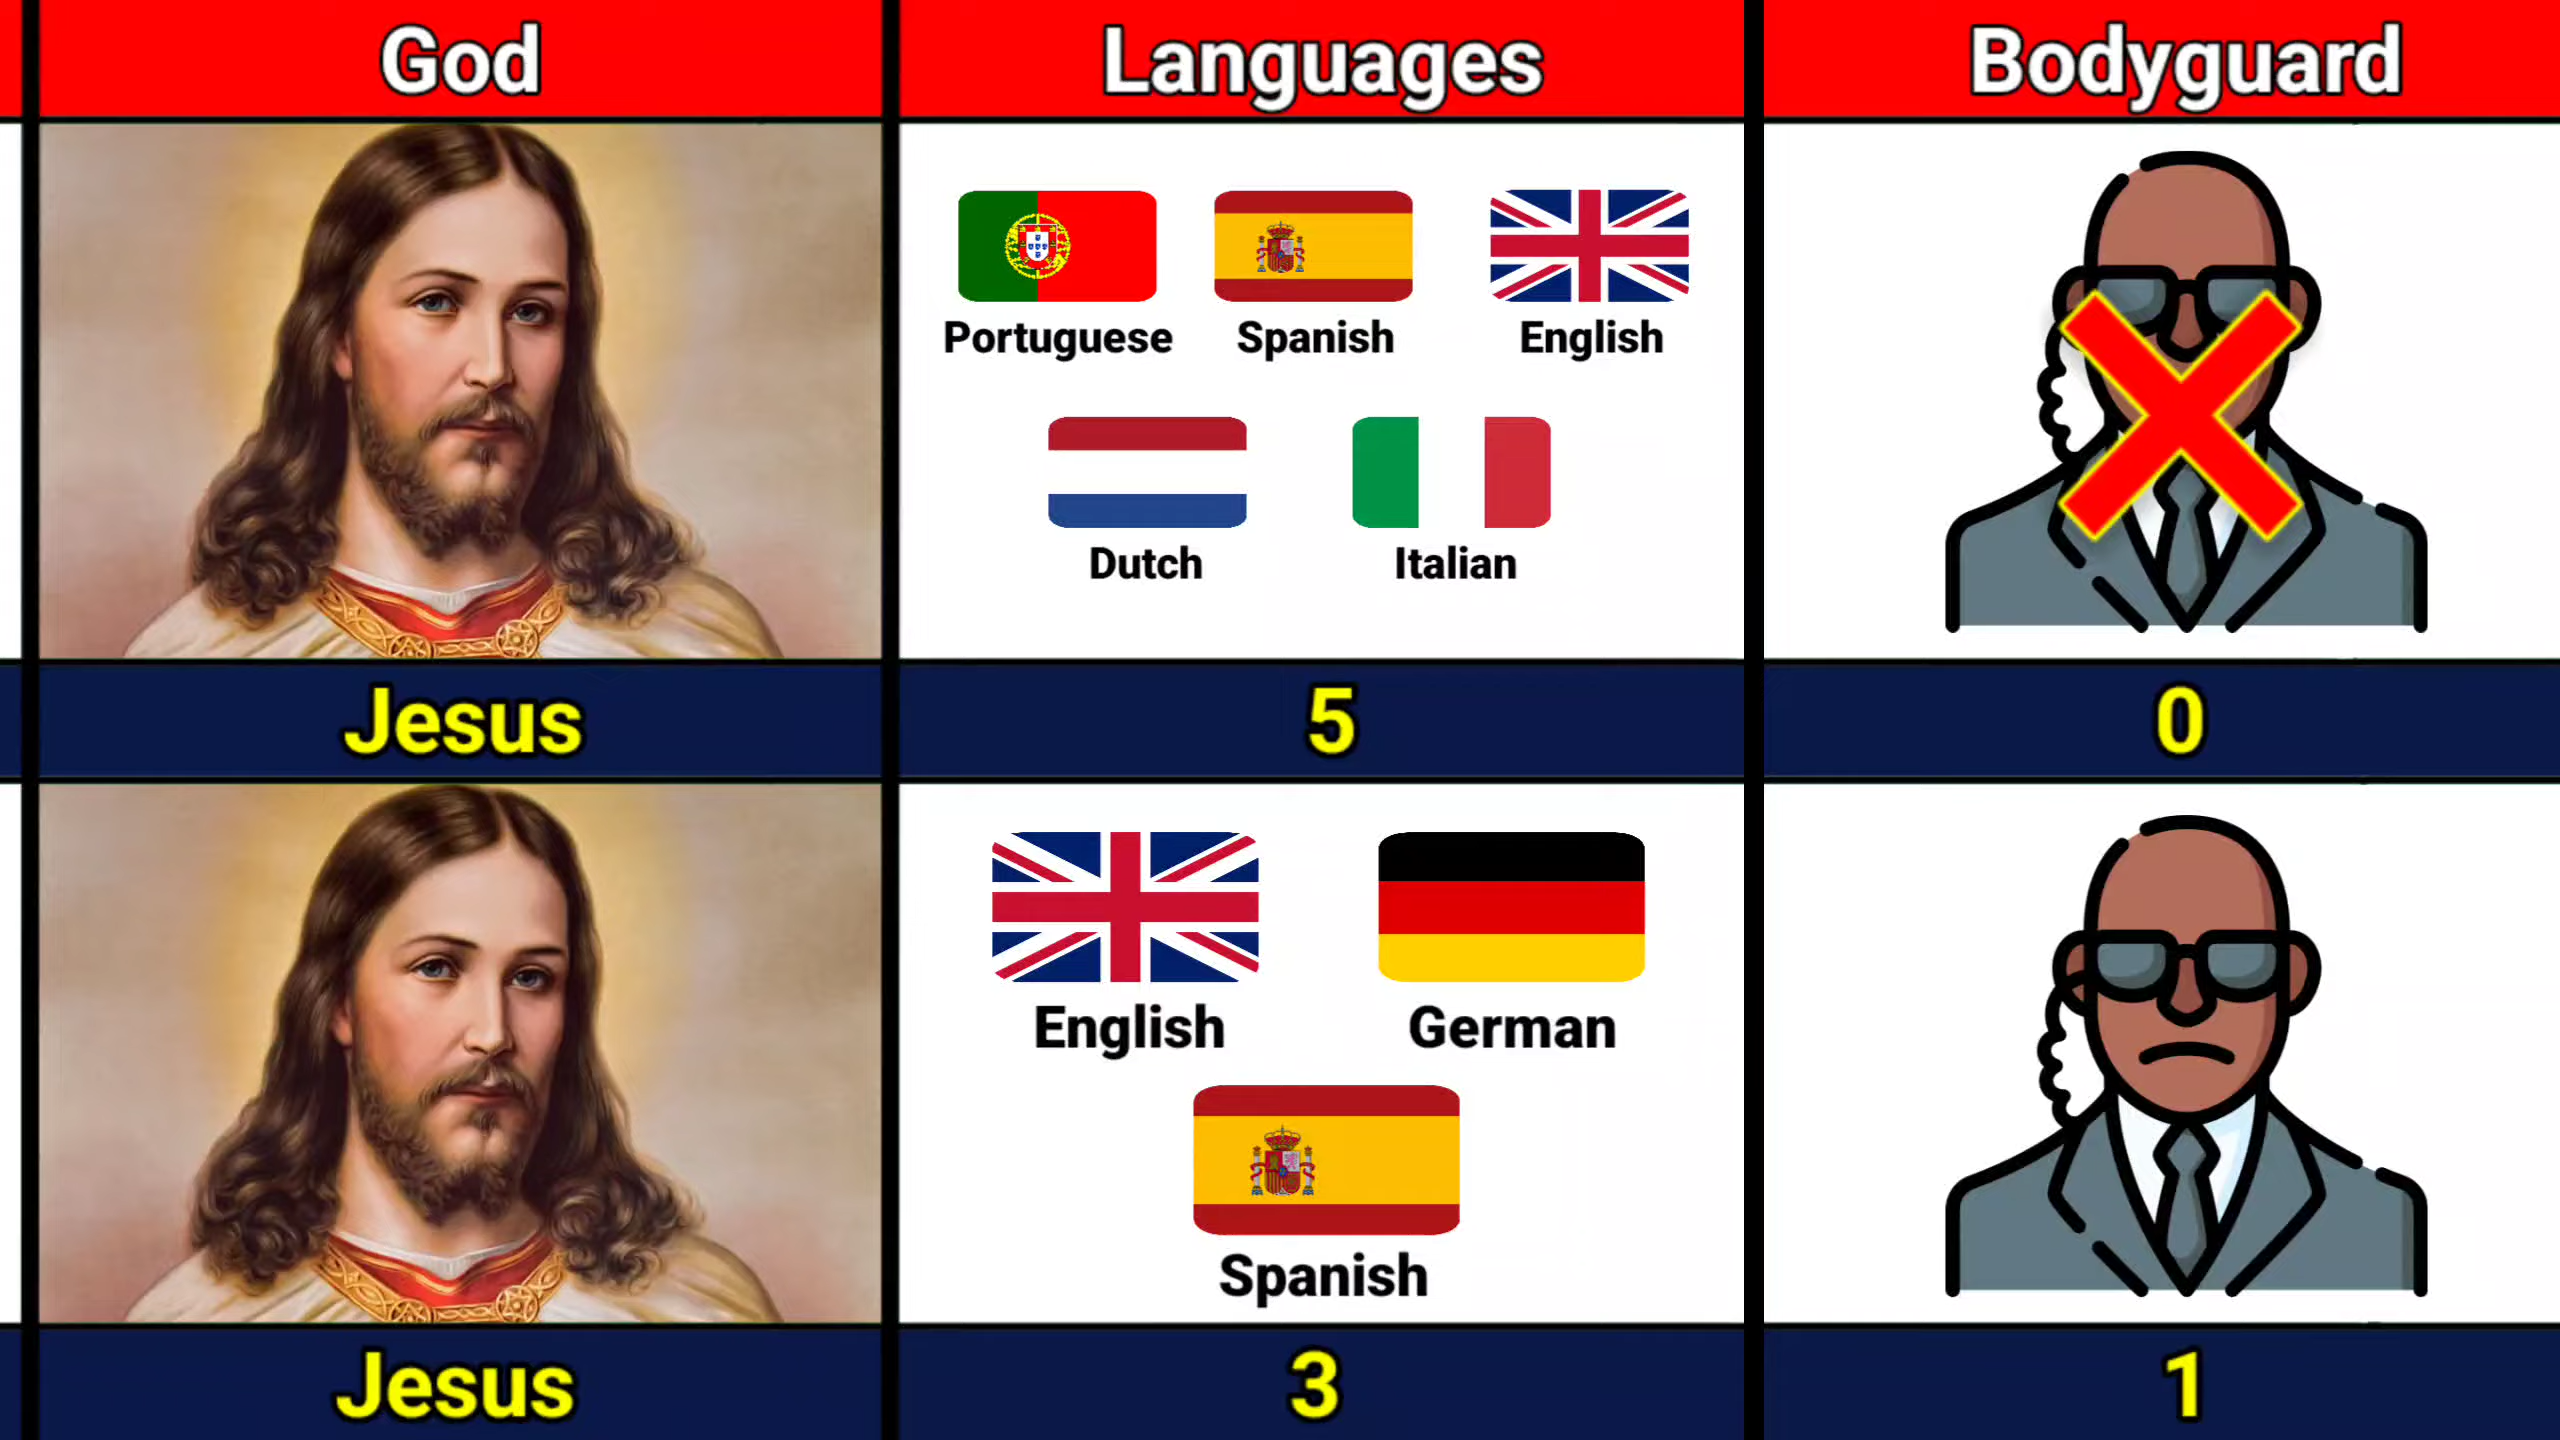 God
Languages
Bodyguard
Portuguese
Spanish
English
Dutch
Italian
Jesus
5
0
English
German
Spanish
Jesus
3
1